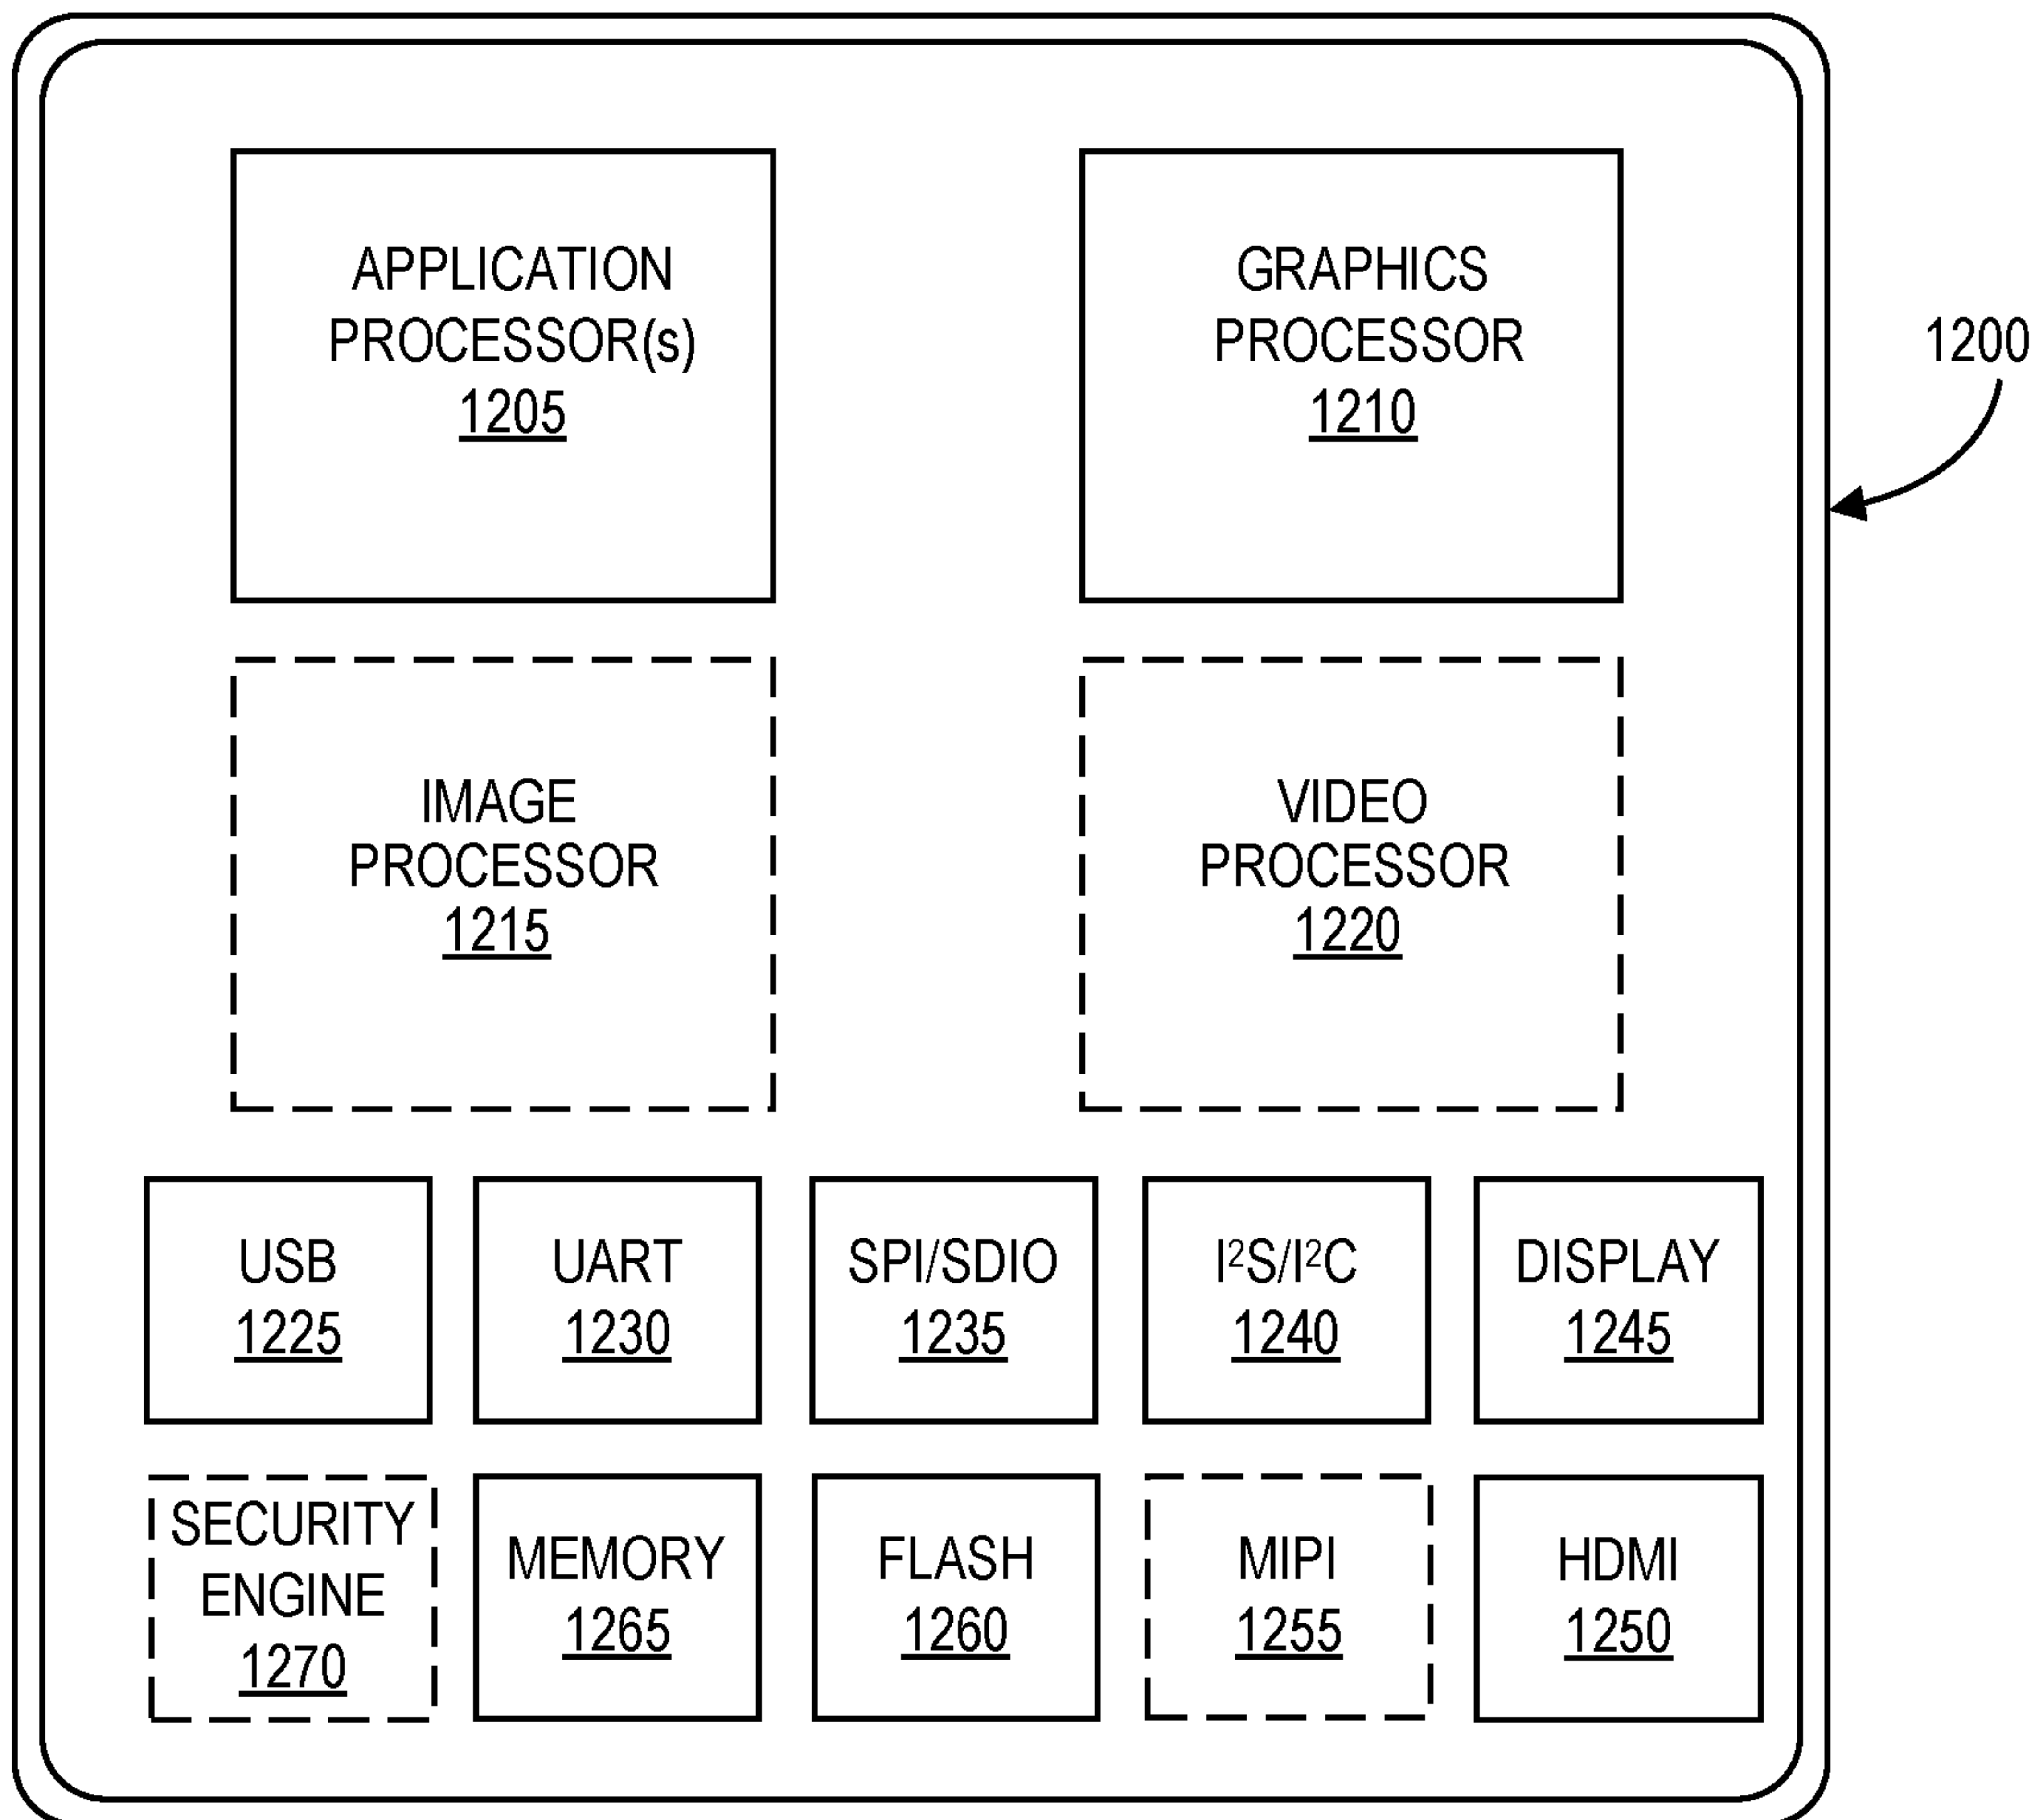 APPLICATION
PROCESSOR(s)
1205
GRAPHICS
PROCESSOR
1210
1200
IMAGE
PROCESSOR
1215
VIDEO
PROCESSOR
1220
USB
1225
UART
1230
SPI/SDIO
1235
I²S/I²C
1240
DISPLAY
1245
SECURITY
ENGINE
1270
MEMORY
1265
FLASH
1260
MIPI
1255
HDMI
1250